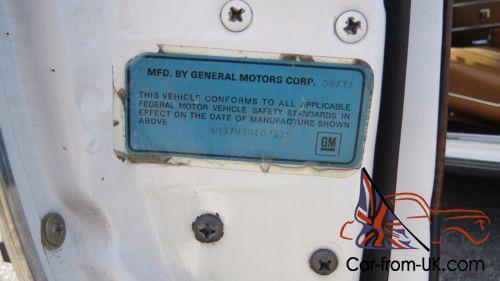 MFD. BY GENERAL MOTORS CORP. 09/71
THIS VEHICLE CONFORMS TO ALL APPLICABLE
FEDERAL MOTOR VEHICLE SAFETY STANDARDS IN
EFFECT ON THE DATE OF MANUFACTURE SHOWN
ABOVE.
GM
Car-from-UK.com